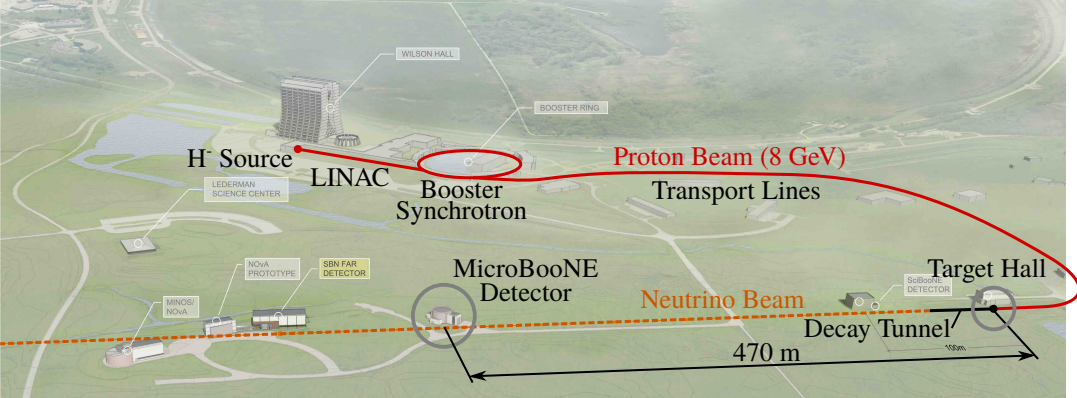 WILSON HALL
BOOSTER RING
H⁻ Source
LINAC
Proton Beam (8 GeV)
Booster
Synchrotron
Transport Lines
LEDERMAN
SCIENCE CENTER
NOvA
PROTOTYPE
SBN FAR
DETECTOR
MicroBooNE
Detector
Target Hall
SciBooNE
DETECTOR
MINOS/
NOvA
Neutrino Beam
Decay Tunnel
100m
470 m